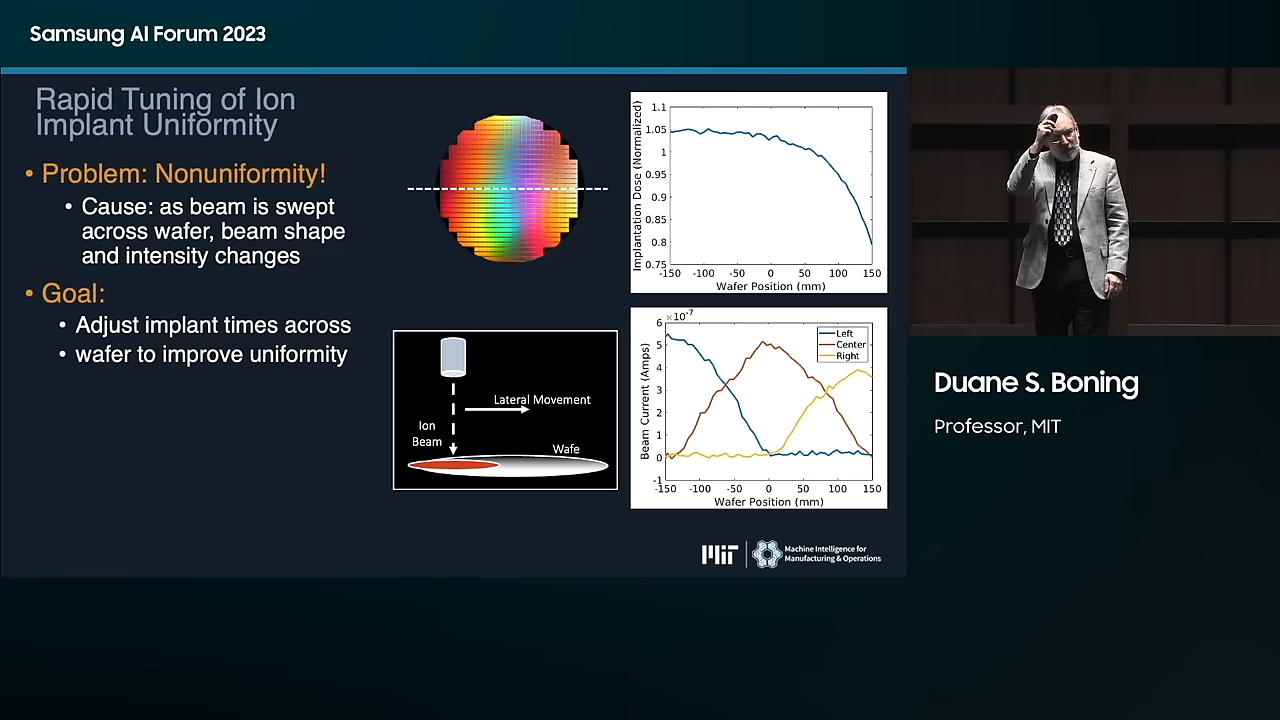 Samsung AI Forum 2023
Rapid Tuning of Ion
Implant Uniformity
• Problem: Nonuniformity!
• Cause: as beam is swept
across wafer, beam shape
and intensity changes
• Goal:
• Adjust implant times across
• wafer to improve uniformity
Lateral Movement
Ion
Beam
Wafe
Implantation Dose (Normalized)
1.1
1.05
1
0.95
0.9
0.85
0.8
0.75
-150 -100 -50 0 50 100 150
Wafer Position (mm)
×10⁻⁷
Beam Current (Amps)
6
5
4
3
2
1
0
-1
Left
Center
Right
-150 -100 -50 0 50 100 150
Wafer Position (mm)
MIT
Machine Intelligence for
Manufacturing & Operations
Duane S. Boning
Professor, MIT